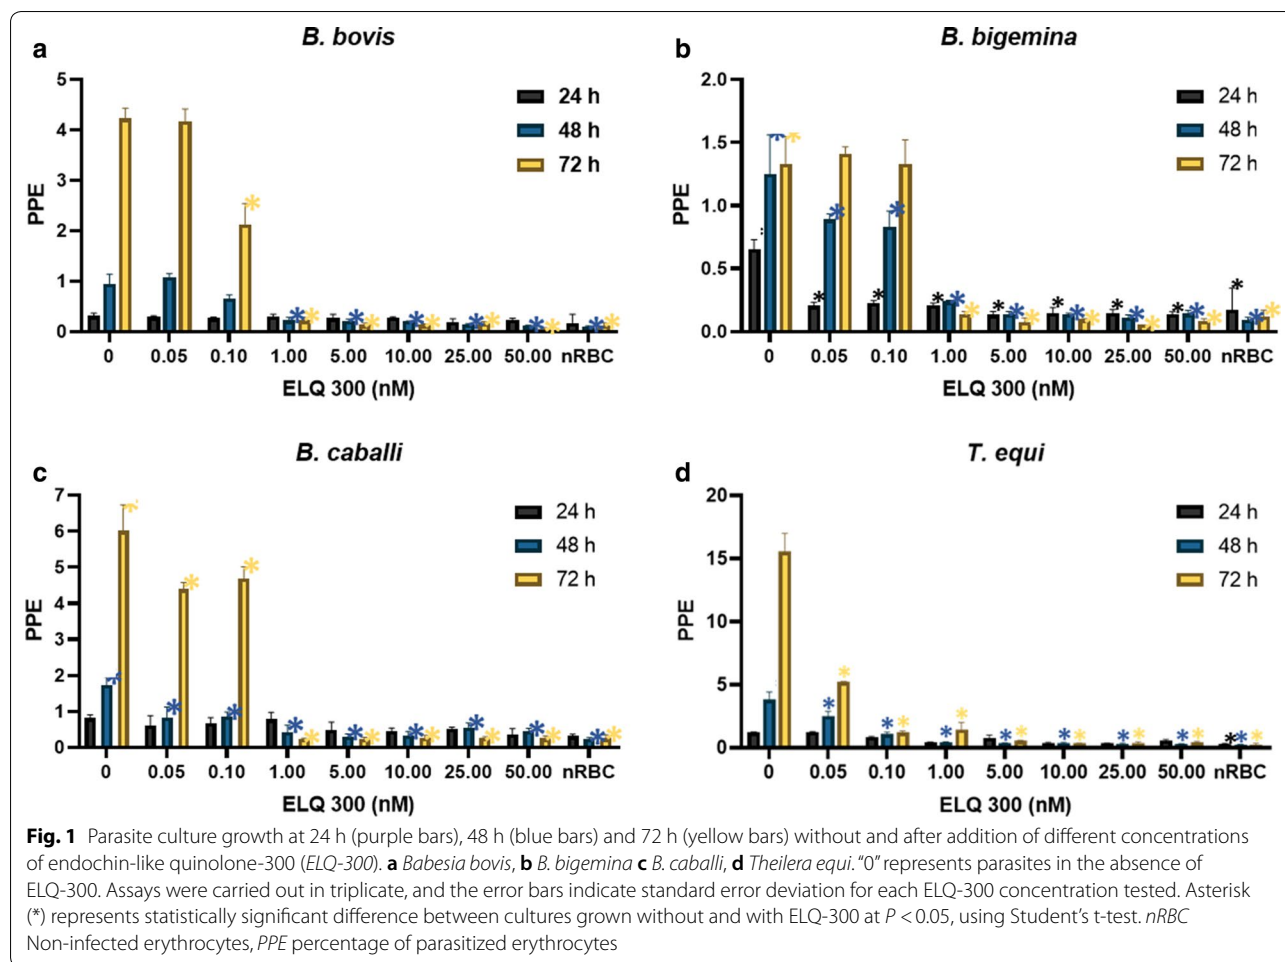 a
B. bovis
5
4
3
2
1
0
PPE
24 h
48 h
72 h
*
* * * * * * * * * * * *
0 0.05 0.10 1.00 5.00 10.00 25.00 50.00 nRBC
ELQ 300 (nM)
b
B. bigemina
2.0
1.5
1.0
0.5
0.0
PPE
24 h
48 h
72 h
* *
* * * * * * * *
* * * * * * * * * * * *
0 0.05 0.10 1.00 5.00 10.00 25.00 50.00 nRBC
ELQ 300 (nM)
c
B. caballi
7
6
5
4
3
2
1
0
PPE
24 h
48 h
72 h
* *
* * * * * * * * * * * * * *
0 0.05 0.10 1.00 5.00 10.00 25.00 50.00 nRBC
ELQ 300 (nM)
d
T. equi
20
15
10
5
0
PPE
24 h
48 h
72 h
* * * * * * * * * * * * * * * * *
0 0.05 0.10 1.00 5.00 10.00 25.00 50.00 nRBC
ELQ 300 (nM)
Fig. 1 Parasite culture growth at 24 h (purple bars), 48 h (blue bars) and 72 h (yellow bars) without and after addition of different concentrations
of endochin-like quinolone-300 (ELQ-300). a Babesia bovis, b B. bigemina c B. caballi, d Theilera equi. "0" represents parasites in the absence of
ELQ-300. Assays were carried out in triplicate, and the error bars indicate standard error deviation for each ELQ-300 concentration tested. Asterisk
(*) represents statistically significant difference between cultures grown without and with ELQ-300 at P < 0.05, using Student's t-test. nRBC
Non-infected erythrocytes, PPE percentage of parasitized erythrocytes